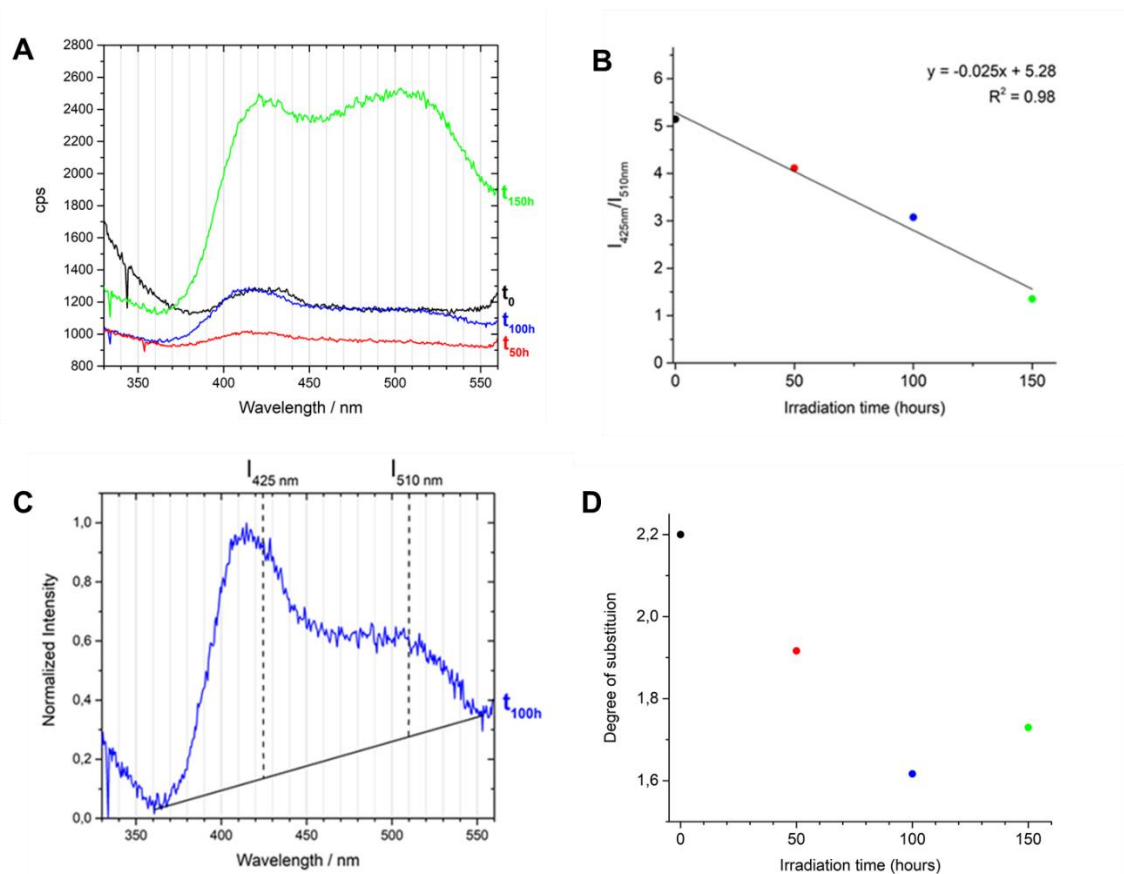 A
2800
2600
2400
2200
2000
1800
1600
1400
1200
1000
800
cps
350 400 450 500 550
Wavelength / nm
t150h
t0
t100h
t50h
B
6
5
4
3
2
1
0
I425nm/I510nm
y = -0.025x + 5.28
R² = 0.98
0 50 100 150
Irradiation time (hours)
C
I425 nm I510 nm
1,0
0,8
0,6
0,4
0,2
0,0
Normalized Intensity
350 400 450 500 550
Wavelength / nm
t100h
D
2,2
2,0
1,8
1,6
Degree of substituion
0 50 100 150
Irradiation time (hours)